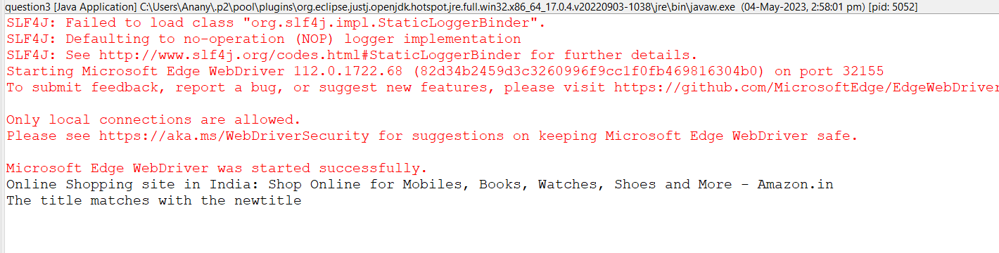 question3 [Java Application] C:\Users\Anany\.p2\pool\plugins\org.eclipse.justj.openjdk.hotspot.jre.full.win32.x86_64_17.0.4.v20220903-1038\jre\bin\javaw.exe (04-May-2023, 2:58:01 pm) [pid: 5052]
SLF4J: Failed to load class "org.slf4j.impl.StaticLoggerBinder".
SLF4J: Defaulting to no-operation (NOP) logger implementation
SLF4J: See http://www.slf4j.org/codes.html#StaticLoggerBinder for further details.
Starting Microsoft Edge WebDriver 112.0.1722.68 (82d34b2459d3c3260996f9cc1f0fb469816304b0) on port 32155
To submit feedback, report a bug, or suggest new features, please visit https://github.com/MicrosoftEdge/EdgeWebDriver
Only local connections are allowed.
Please see https://aka.ms/WebDriverSecurity for suggestions on keeping Microsoft Edge WebDriver safe.
Microsoft Edge WebDriver was started successfully.
Online Shopping site in India: Shop Online for Mobiles, Books, Watches, Shoes and More - Amazon.in
The title matches with the newtitle